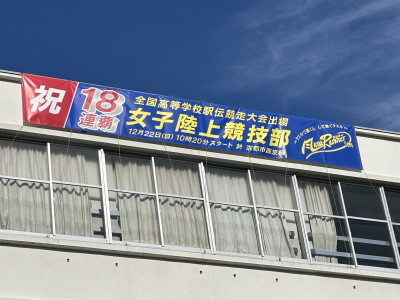 祝
18
連覇
全国高等学校駅伝競走大会出場
女子陸上競技部
12月22日(日) 10時20分スタート 於 京都市西京極